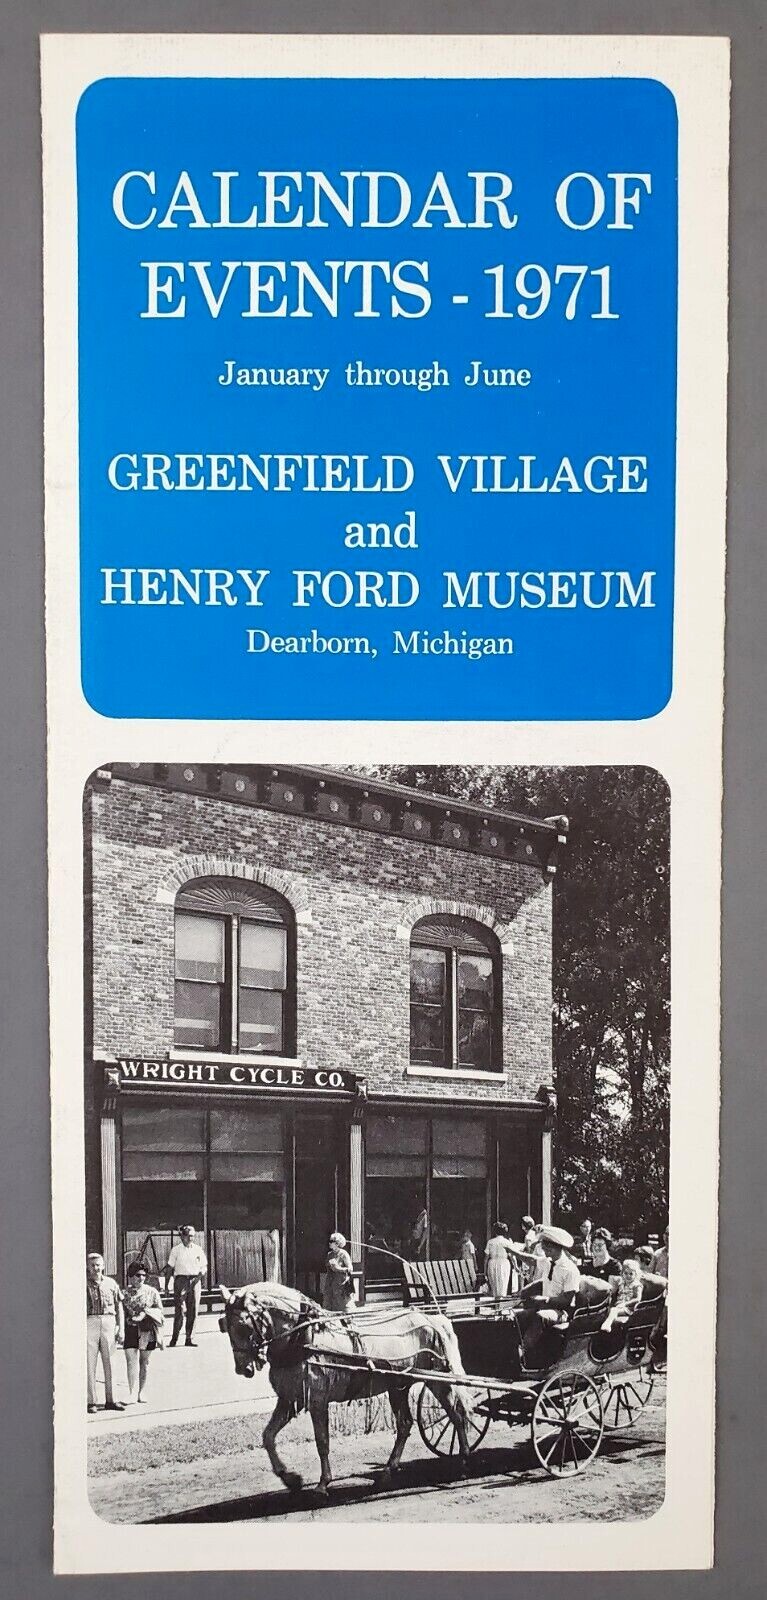 CALENDAR OF
EVENTS - 1971
January through June
GREENFIELD VILLAGE
and
HENRY FORD MUSEUM
Dearborn, Michigan
WRIGHT CYCLE CO.